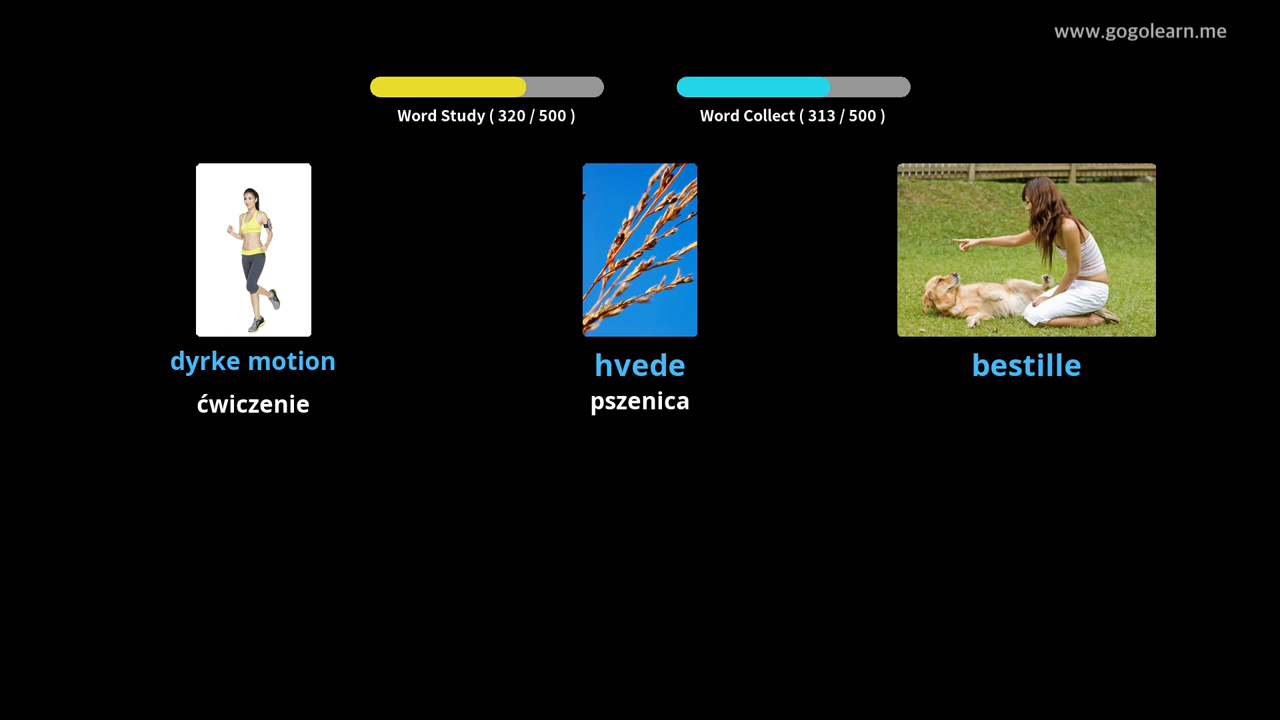 www.gogolearn.me
Word Study ( 320 / 500 )
Word Collect ( 313 / 500 )
dyrke motion
ćwiczenie
hvede
pszenica
bestille